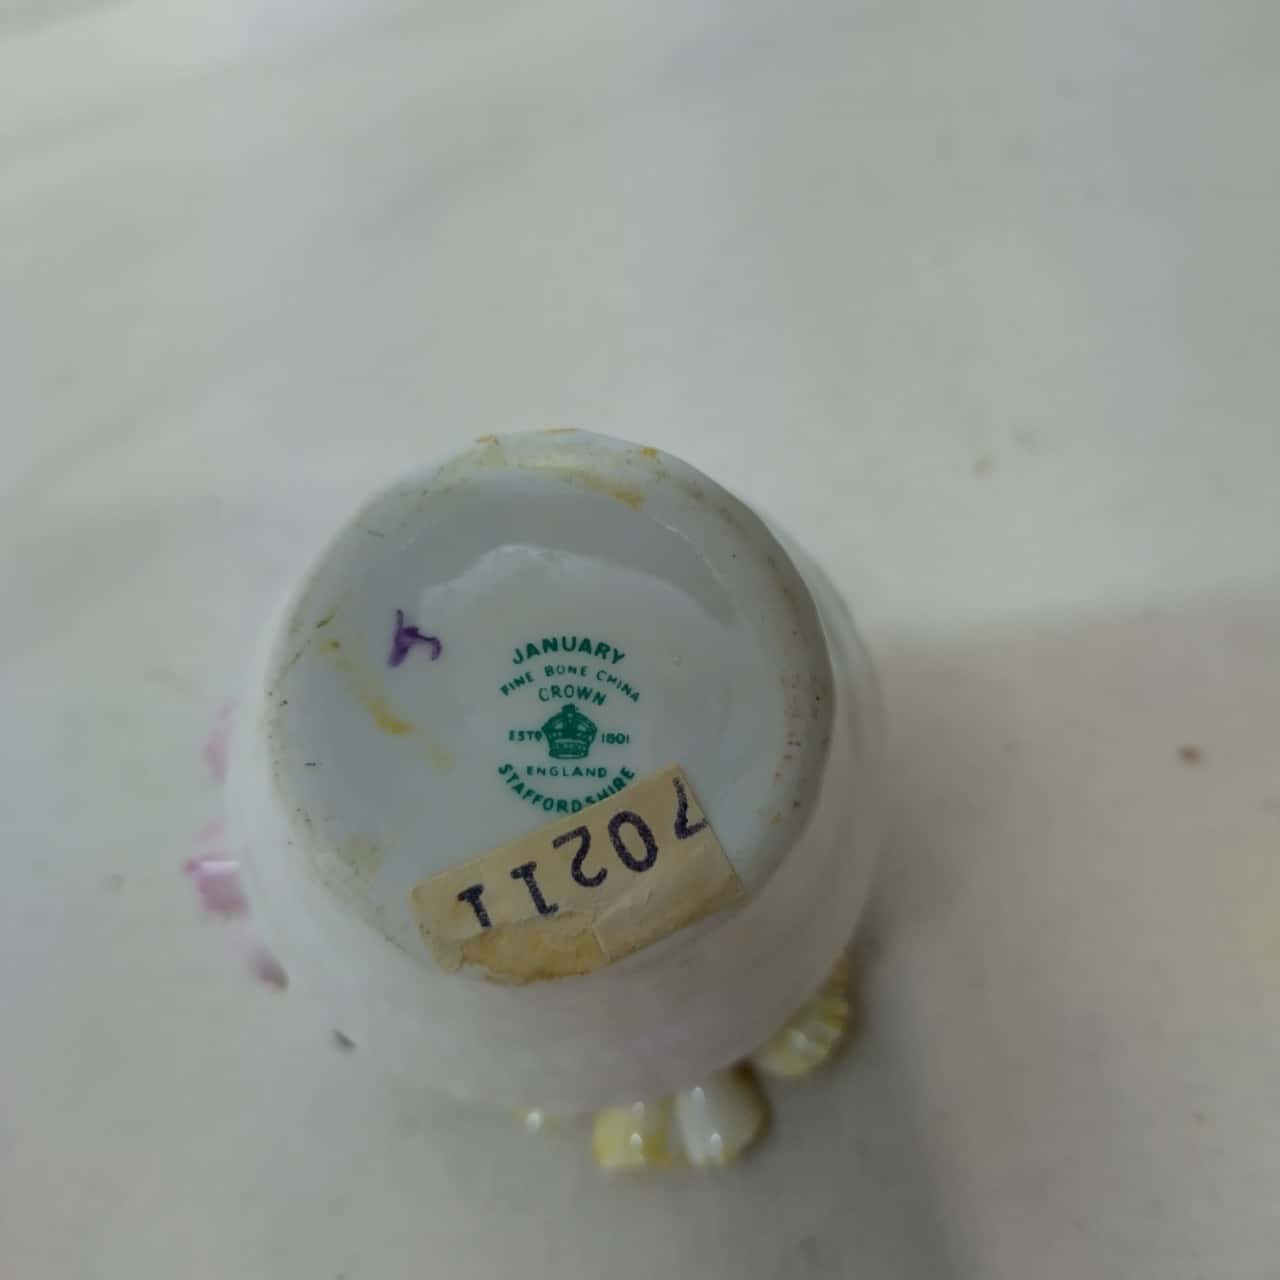 JANUARY
FINE BONE CHINA
CROWN
ESTD 1801
ENGLAND
STAFFORDSHIRE
70211